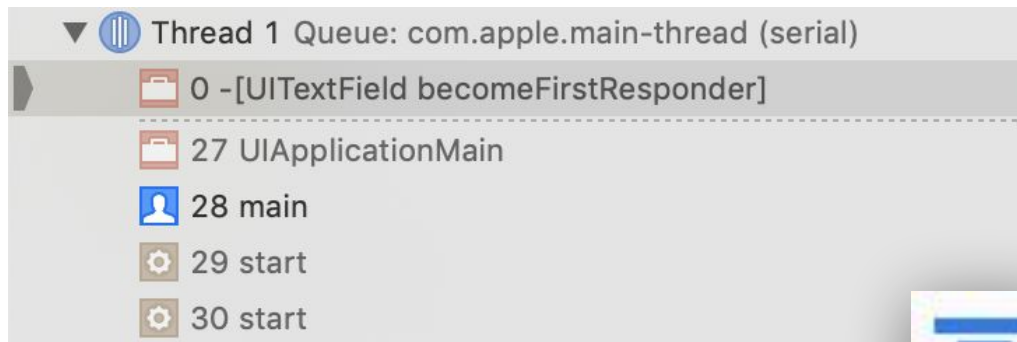 Thread 1 Queue: com.apple.main-thread (serial)
0 -[UITextField becomeFirstResponder]
27 UIApplicationMain
28 main
29 start
30 start